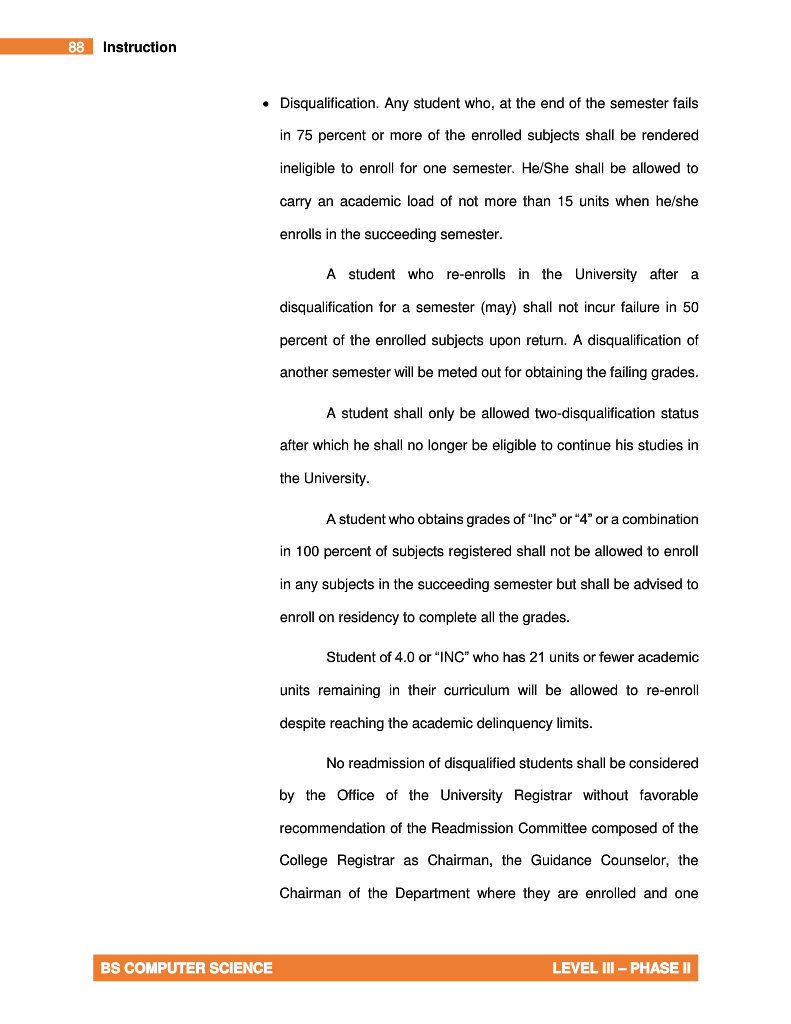 88 Instruction
• Disqualification. Any student who, at the end of the semester fails
in 75 percent or more of the enrolled subjects shall be rendered
ineligible to enroll for one semester. He/She shall be allowed to
carry an academic load of not more than 15 units when he/she
enrolls in the succeeding semester.
A student who re-enrolls in the University after a
disqualification for a semester (may) shall not incur failure in 50
percent of the enrolled subjects upon return. A disqualification of
another semester will be meted out for obtaining the failing grades.
A student shall only be allowed two-disqualification status
after which he shall no longer be eligible to continue his studies in
the University.
A student who obtains grades of “Inc” or “4” or a combination
in 100 percent of subjects registered shall not be allowed to enroll
in any subjects in the succeeding semester but shall be advised to
enroll on residency to complete all the grades.
Student of 4.0 or “INC” who has 21 units or fewer academic
units remaining in their curriculum will be allowed to re-enroll
despite reaching the academic delinquency limits.
No readmission of disqualified students shall be considered
by the Office of the University Registrar without favorable
recommendation of the Readmission Committee composed of the
College Registrar as Chairman, the Guidance Counselor, the
Chairman of the Department where they are enrolled and one
BS COMPUTER SCIENCE LEVEL III – PHASE II